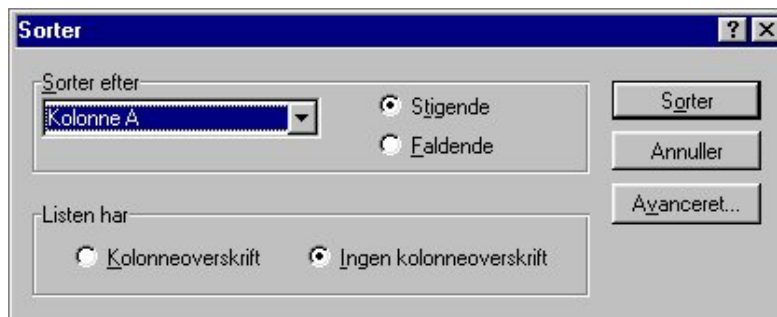 Sorter
Sorter efter
Kolonne A
Stigende
Faldende
Sorter
Annuller
Avanceret...
Listen har
Kolonneoverskrift
Ingen kolonneoverskrift